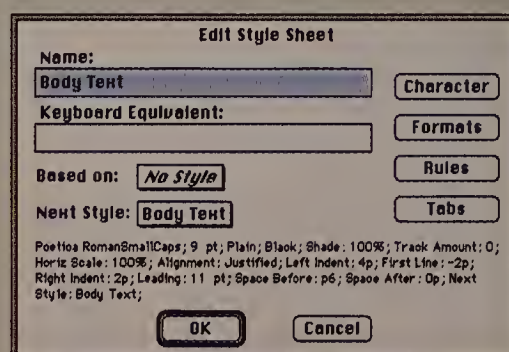 Edit Style Sheet
Name:
Body Text
Character
Keyboard Equivalent:
Formats
Based on: No Style
Rules
Next Style: Body Text
Tabs
Poetica RomanSmallCaps; 9 pt; Plain; Black; Shade: 100%; Track Amount: 0;
Horiz Scale: 100%; Alignment: Justified; Left Indent: 4p; First Line: -2p;
Right Indent: 2p; Leading: 11 pt; Space Before: p6; Space After: 0p; Next
Style: Body Text;
OK Cancel